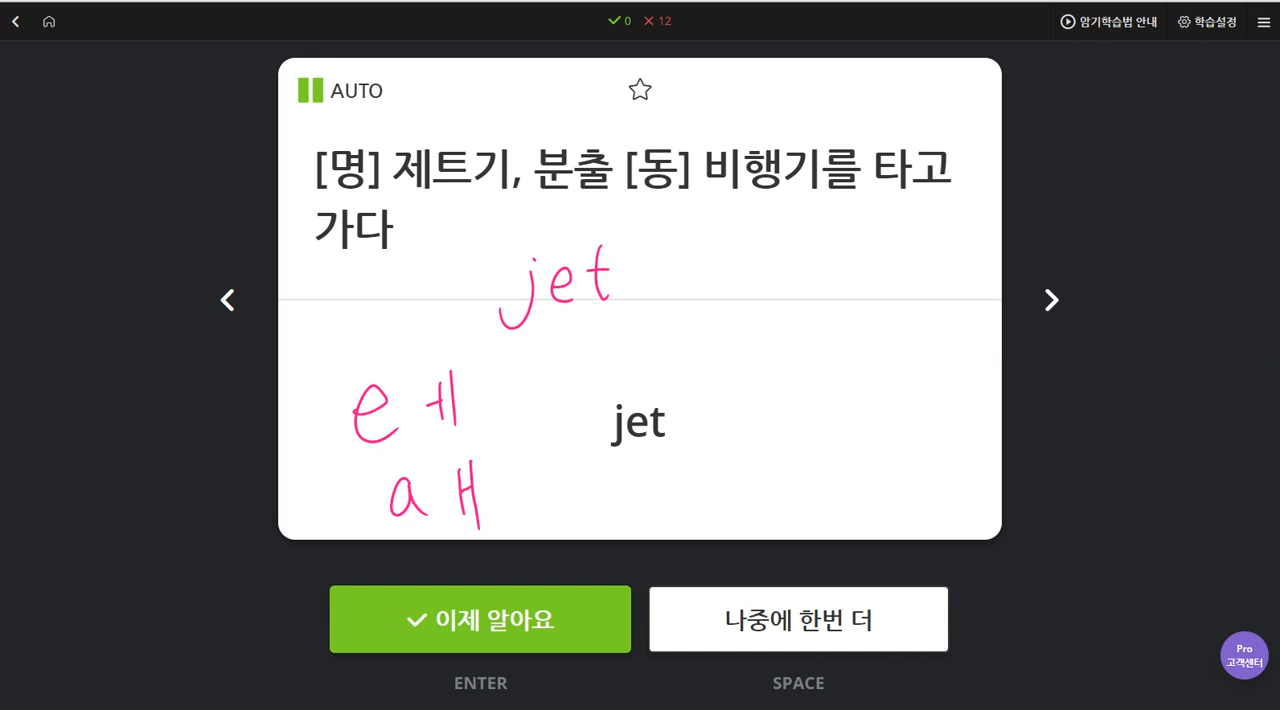 0 12 암기학습법 안내 학습설정
AUTO
[명] 제트기, 분출 [동] 비행기를 타고
가다
jet
e ㅔ
jet
a ㅐ
이제 알아요 나중에 한번 더
Pro
고객센터
ENTER SPACE